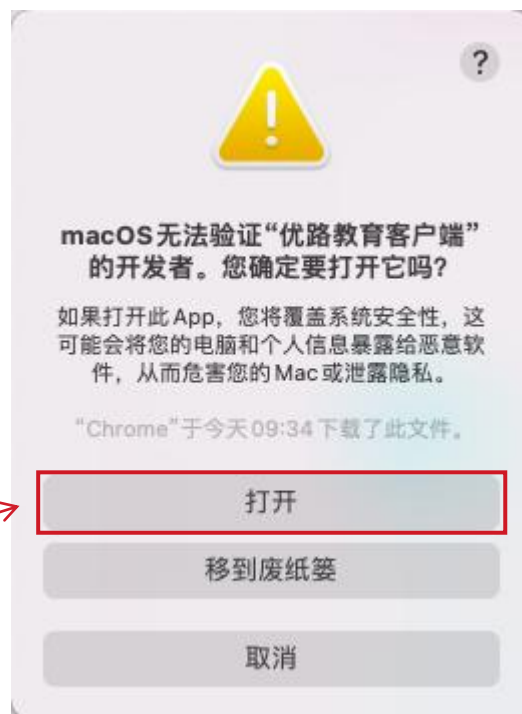 ?
macOS无法验证“优路教育客户端”
的开发者。您确定要打开它吗?
如果打开此App，您将覆盖系统安全性，这
可能会将您的电脑和个人信息暴露给恶意软
件，从而危害您的Mac或泄露隐私。
“Chrome”于今天09:34下载了此文件。
打开
移到废纸篓
取消